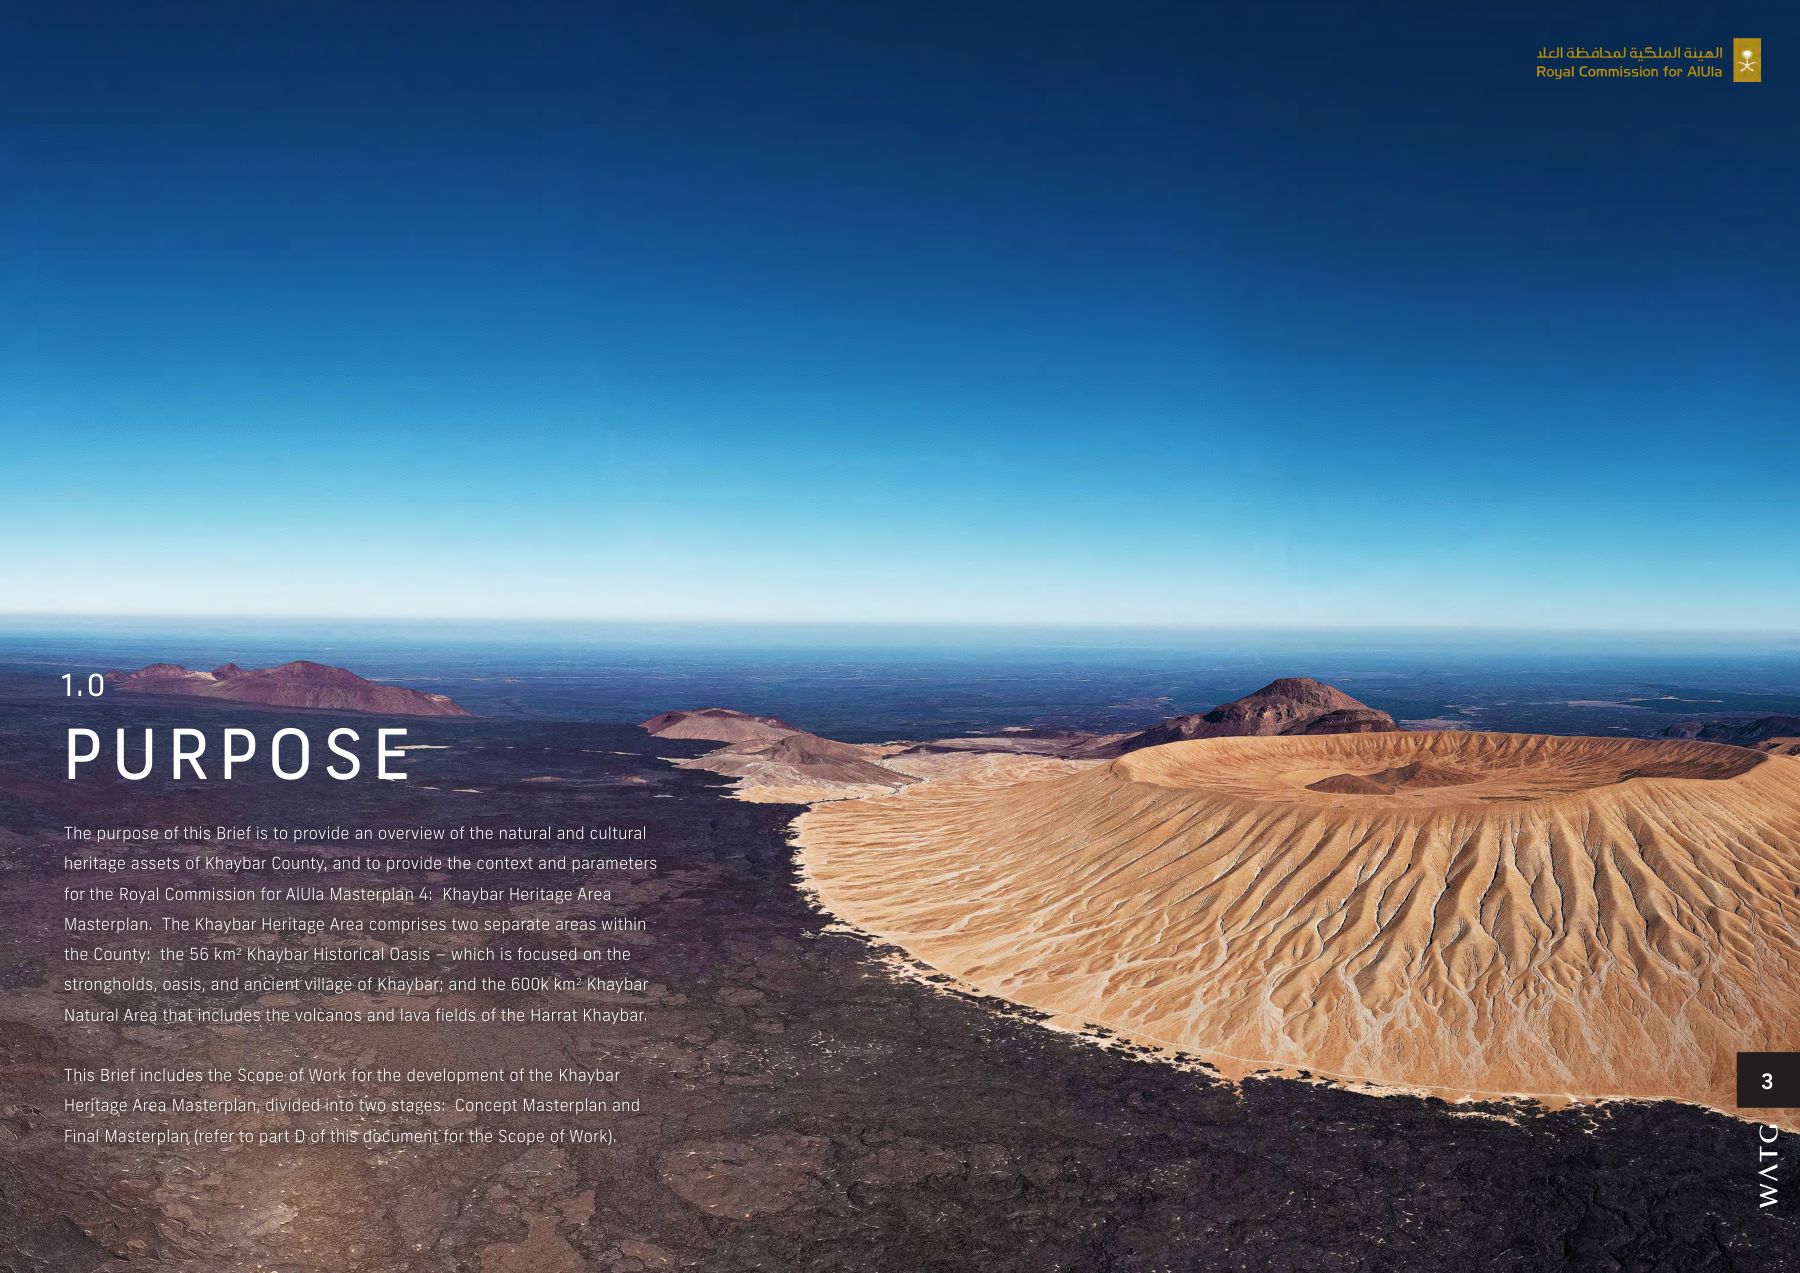 الهيئة الملكية لمحافظة العلا
Royal Commission for AlUla
1.0
PURPOSE
The purpose of this Brief is to provide an overview of the natural and cultural
heritage assets of Khaybar County, and to provide the context and parameters
for the Royal Commission for AlUla Masterplan 4:  Khaybar Heritage Area
Masterplan.  The Khaybar Heritage Area comprises two separate areas within
the County:  the 56 km² Khaybar Historical Oasis – which is focused on the
strongholds, oasis, and ancient village of Khaybar; and the 600k km² Khaybar
Natural Area that includes the volcanos and lava fields of the Harrat Khaybar.
This Brief includes the Scope of Work for the development of the Khaybar
Heritage Area Masterplan, divided into two stages:  Concept Masterplan and
Final Masterplan (refer to part D of this document for the Scope of Work).
3
WATG